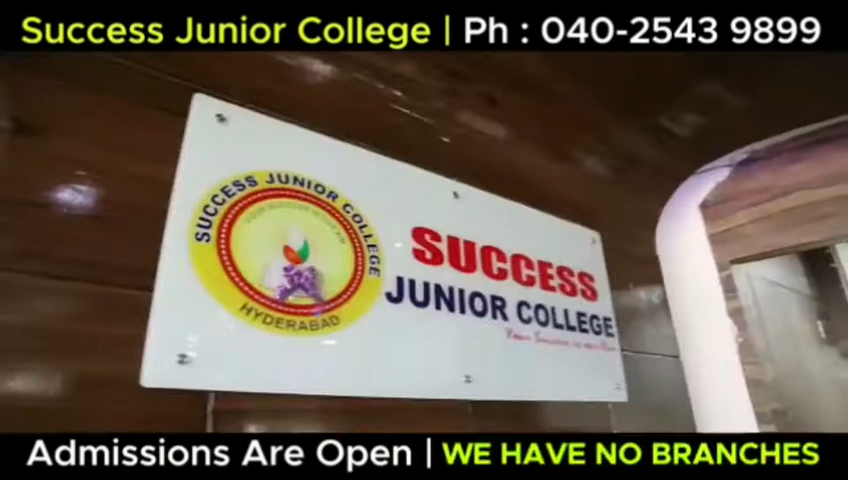 Success Junior College | Ph : 040-2543 9899
SUCCESS JUNIOR COLLEGE
HYDERABAD
SUCCESS
JUNIOR COLLEGE
Admissions Are Open | WE HAVE NO BRANCHES